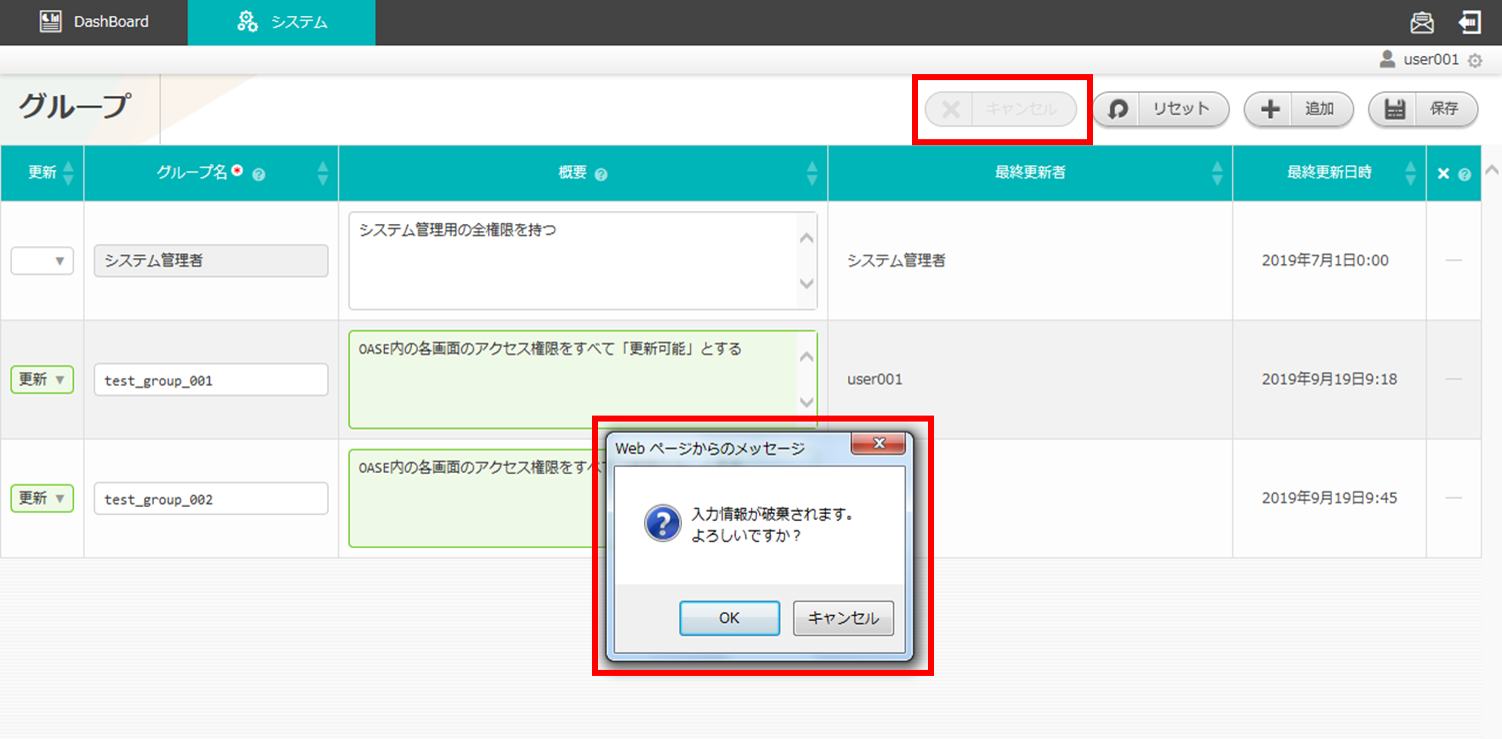 DashBoard
システム
user001
グループ
キャンセル
リセット
追加
保存
更新
グループ名
概要
最終更新者
最終更新日時
システム管理者
システム管理用の全権限を持つ
システム管理者
2019年7月1日0:00
更新
test_group_001
OASE内の各画面のアクセス権限をすべて「更新可能」とする
user001
2019年9月19日9:18
更新
test_group_002
OASE内の各画面のアクセス権限をすべ
2019年9月19日9:45
Web ページからのメッセージ
入力情報が破棄されます。
よろしいですか？
OK
キャンセル